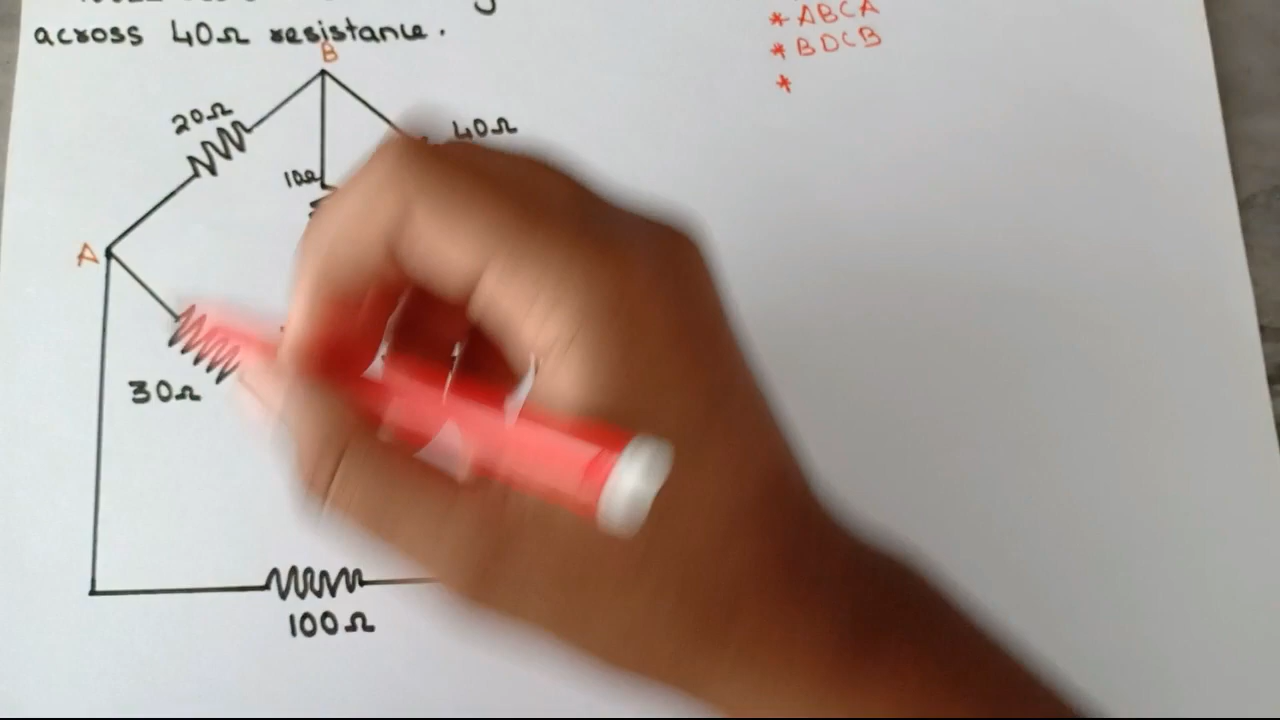 across 40Ω resistance.
* ABCA
* BDCB
*
B
20Ω
40Ω
10Ω
A
30Ω
100Ω